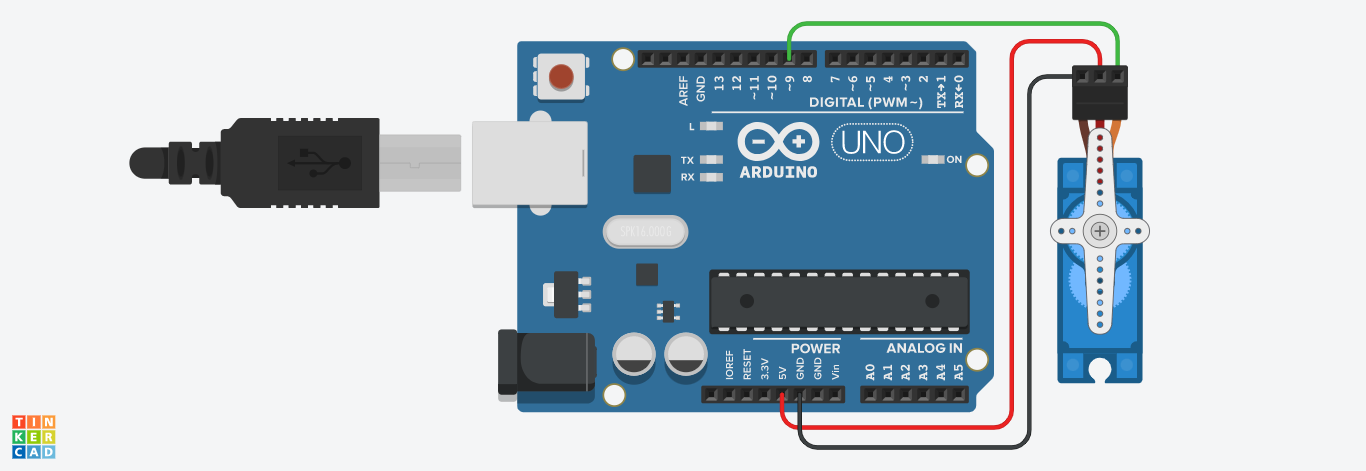 AREF
GND
13
12
~11
~10
~9
8
7
~6
~5
4
~3
2
TX→1
RX←0
DIGITAL (PWM~)
L
TX
RX
ON
UNO
ARDUINO
SPK16.000G
POWER
ANALOG IN
IOREF
RESET
3.3V
5V
GND
GND
Vin
A0
A1
A2
A3
A4
A5
TIN
KER
CAD